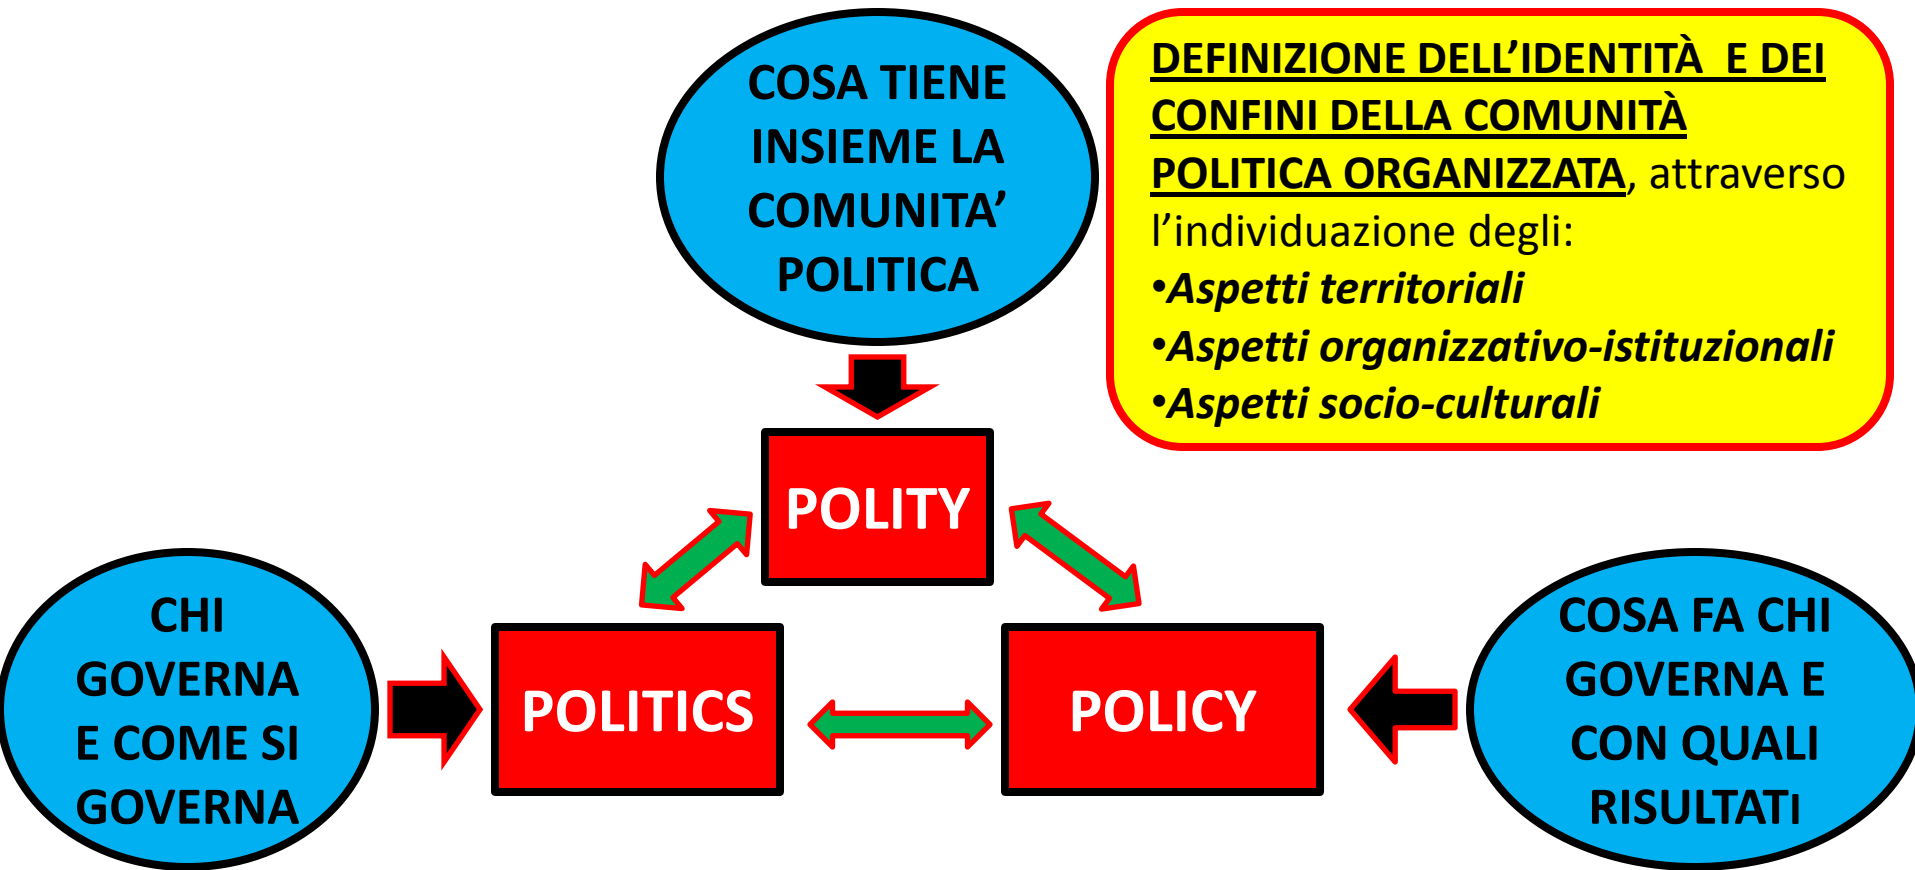 COSA TIENE
INSIEME LA
COMUNITA’
POLITICA
DEFINIZIONE DELL’IDENTITÀ E DEI
CONFINI DELLA COMUNITÀ
POLITICA ORGANIZZATA, attraverso
l’individuazione degli:
•Aspetti territoriali
•Aspetti organizzativo-istituzionali
•Aspetti socio-culturali
POLITY
CHI
GOVERNA
E COME SI
GOVERNA
POLITICS
POLICY
COSA FA CHI
GOVERNA E
CON QUALI
RISULTATI